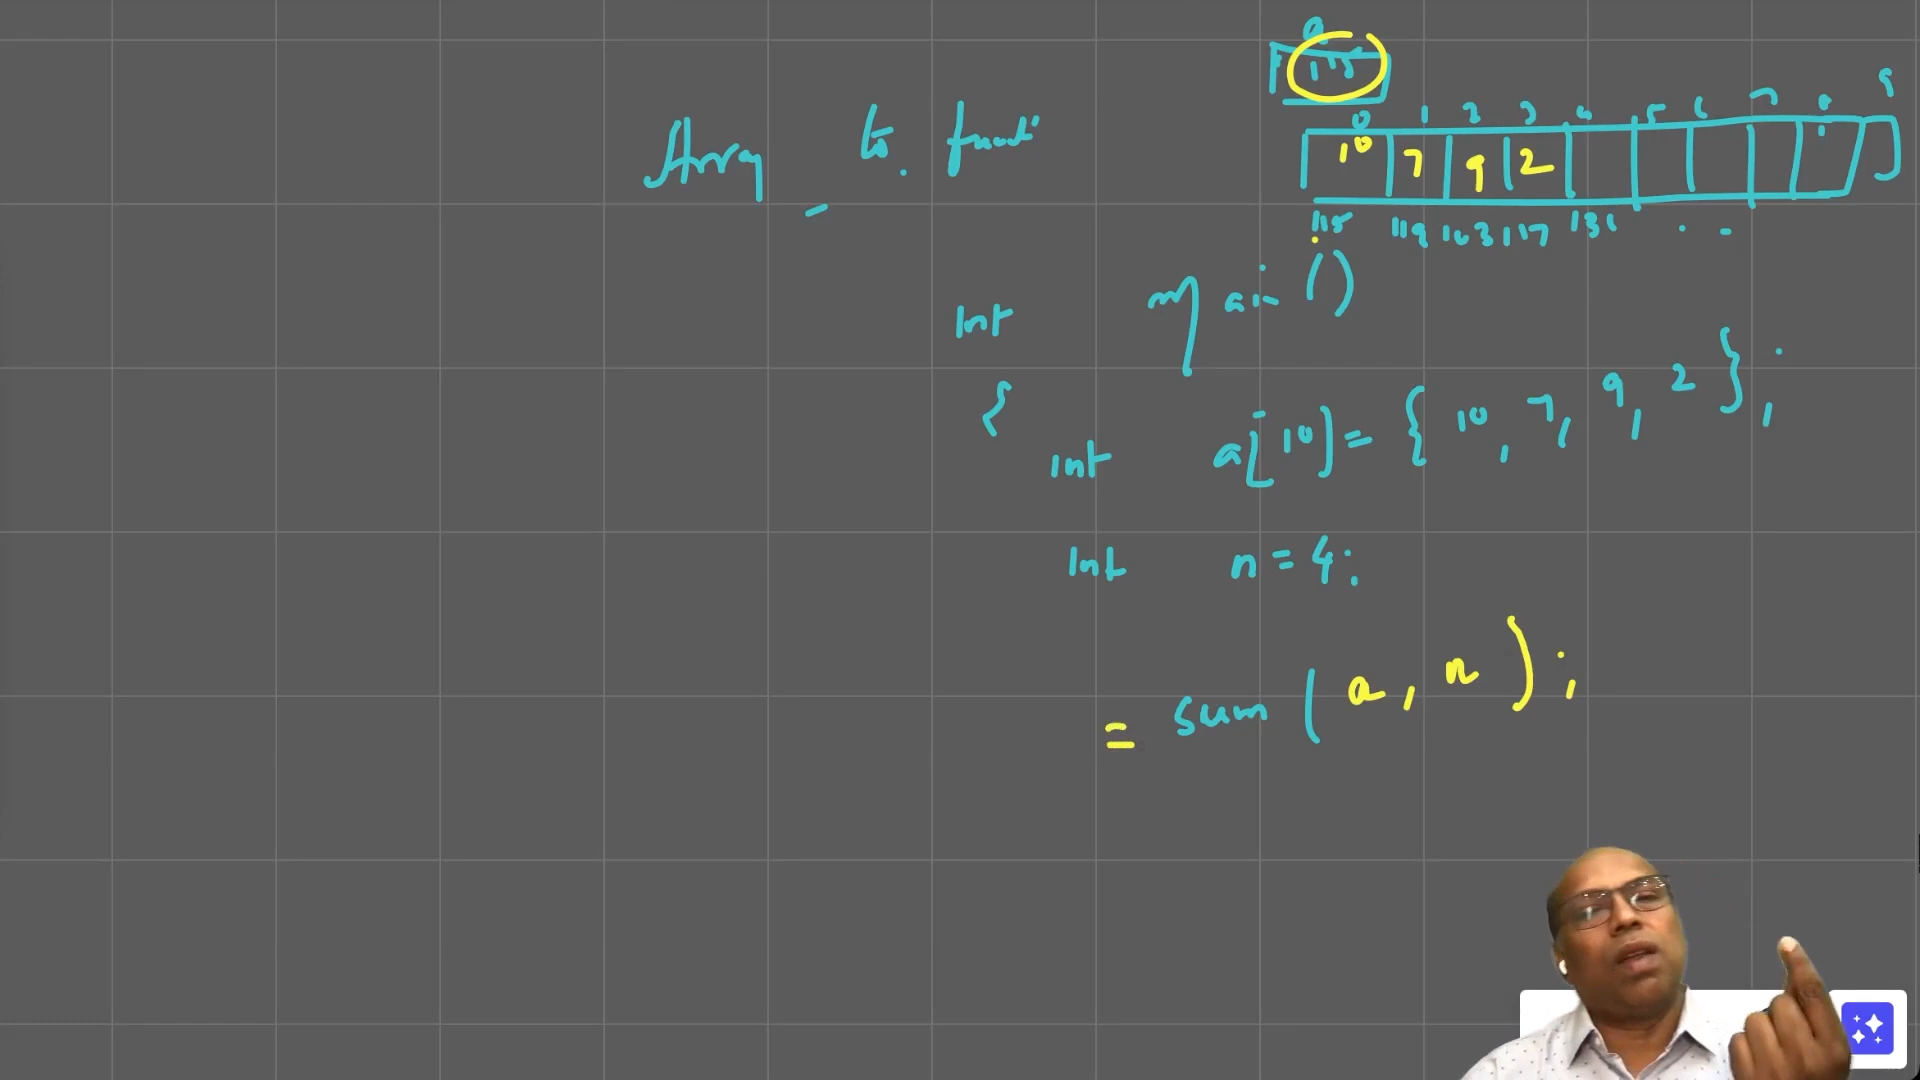 a
115
0 1 2 3 4 5 6 7 8 9
10 7 9 2
115 119 123 117 131 . . -
Array to funct
int main ()
{
int a[10] = { 10, 7, 9, 2 };
int n = 4;
= sum ( a, n );